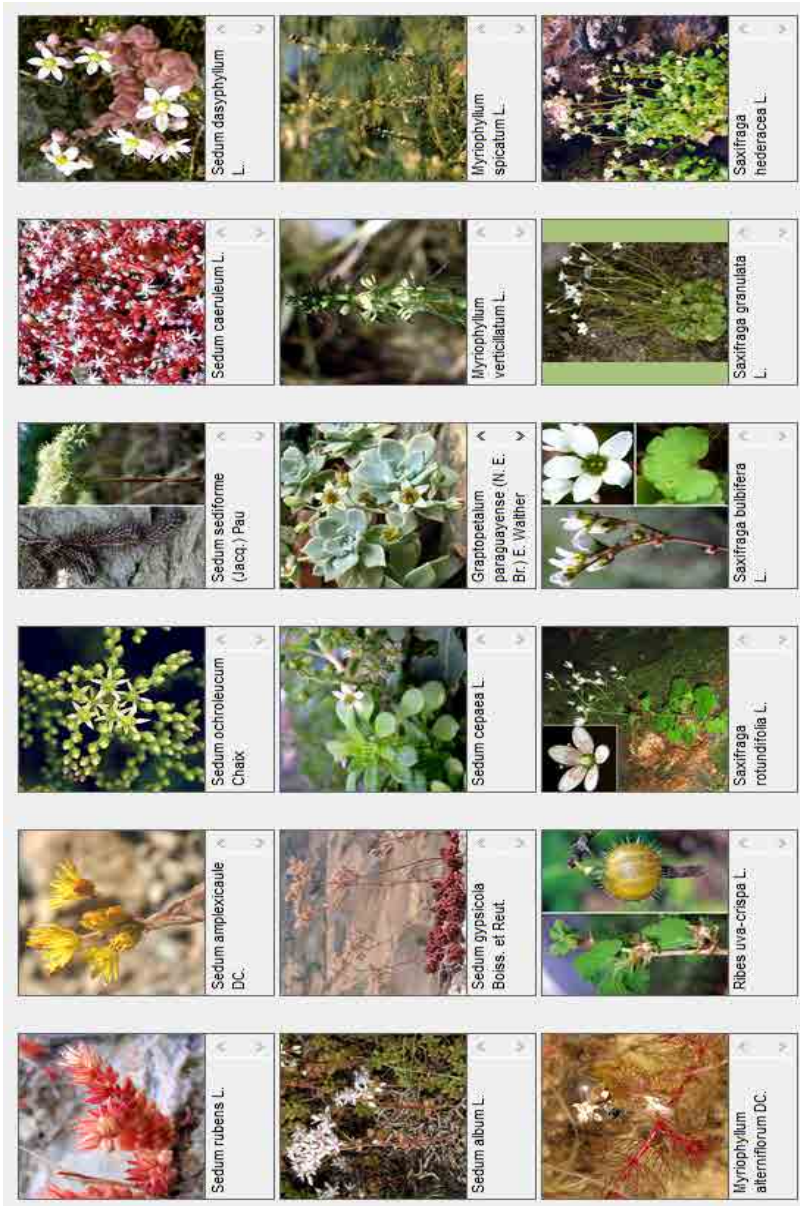 Sedum rubens L.
Sedum amplexicaule
DC.
Sedum ochroleucum
Chaix
Sedum sediforme
(Jacq.) Pau
Sedum caeruleum L.
Sedum dasyphyllum
L.
Sedum album L.
Sedum gypsicola
Boiss. et Reut.
Sedum cepaea L.
Graptopetalum
paraguayense (N. E.
Br.) E. Walther
Myriophyllum
verticillatum L.
Myriophyllum
spicatum L.
Myriophyllum
alterniflorum DC.
Ribes uva-crispa L.
Saxifraga
rotundifolia L.
Saxifraga bulbifera
L.
Saxifraga granulata
L.
Saxifraga
hederacea L.